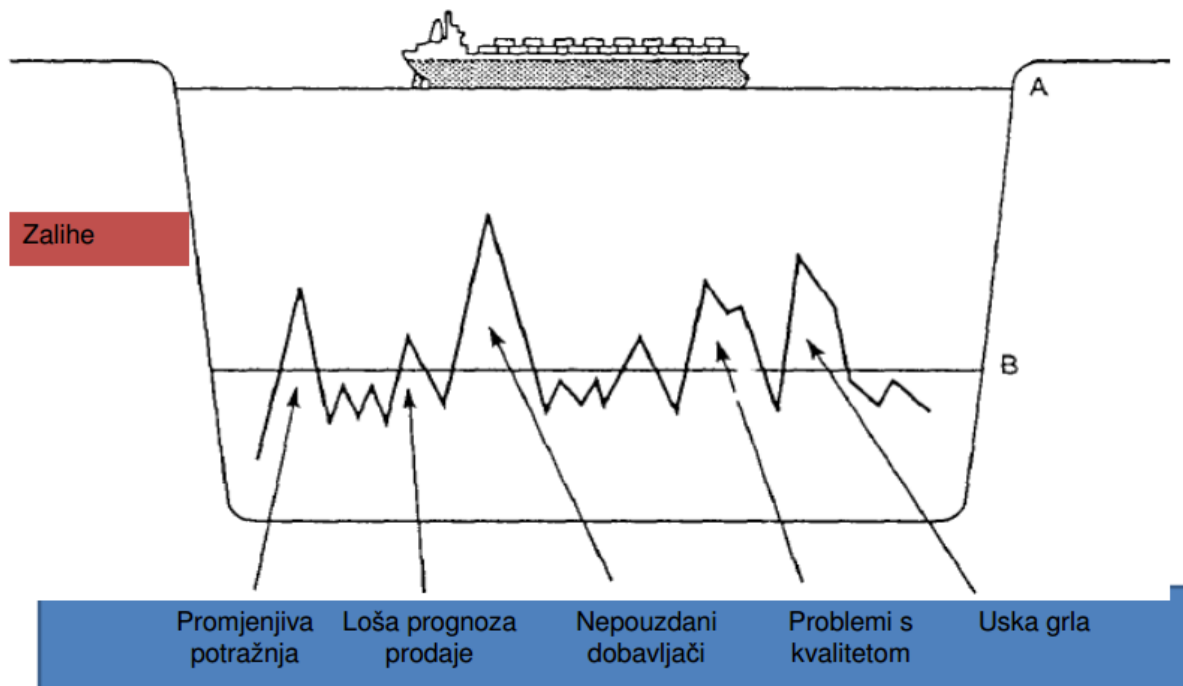 A
Zalihe
B
Promjenjiva
potražnja
Loša prognoza
prodaje
Nepouzdani
dobavljači
Problemi s
kvalitetom
Uska grla